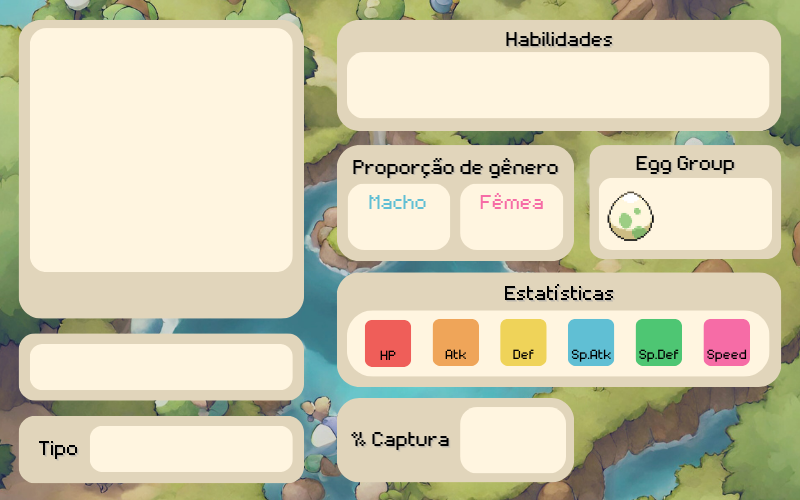 Habilidades
Proporção de gênero
Macho
Fêmea
Egg Group
Estatísticas
HP
Atk
Def
Sp.Atk
Sp.Def
Speed
Tipo
% Captura